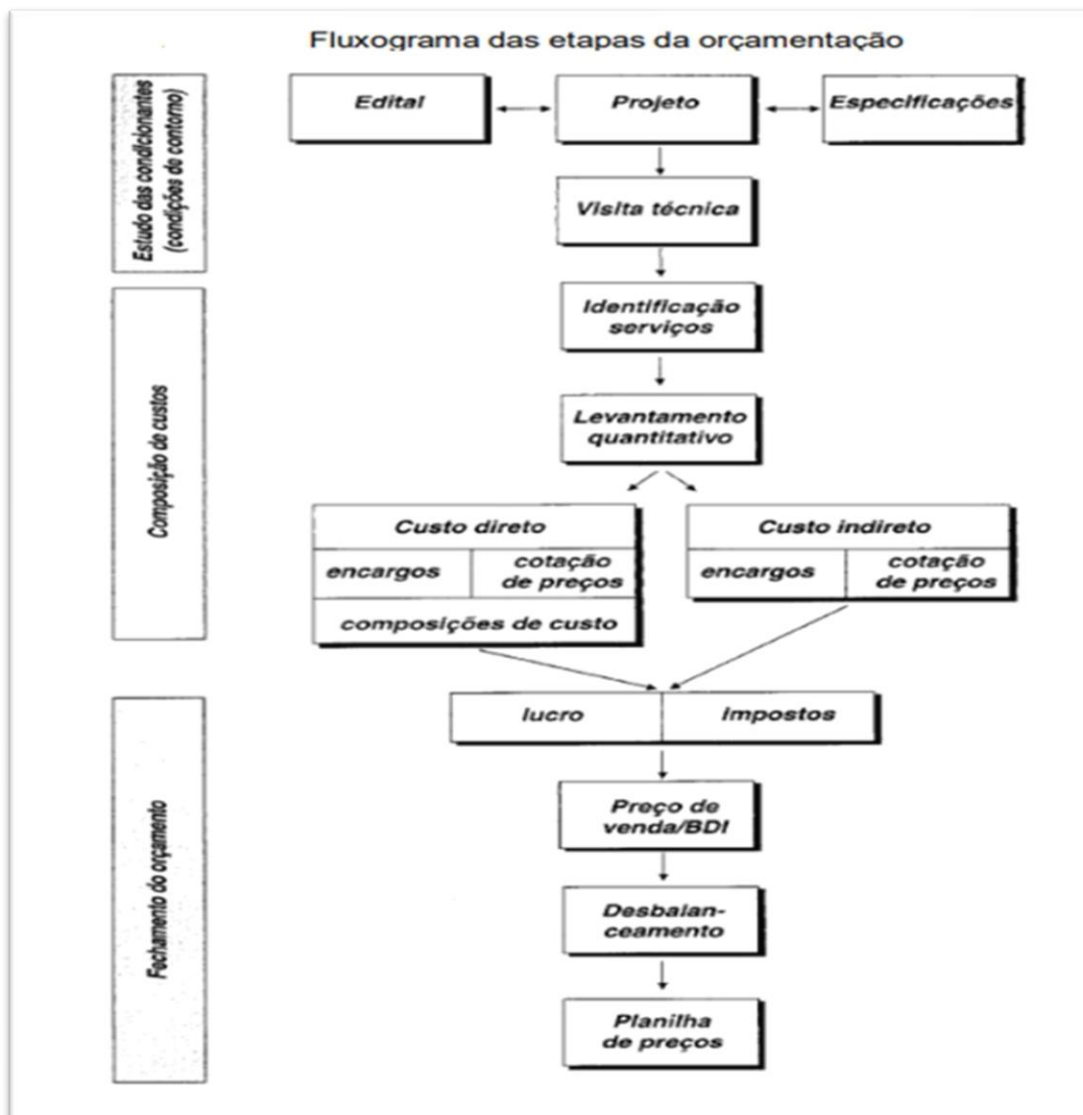 Fluxograma das etapas da orçamentação
Estudo das condicionantes
(condições de contorno)
Edital
Projeto
Especificações
Visita técnica
Composição de custos
Identificação
serviços
Levantamento
quantitativo
Custo direto
encargos
cotação
de preços
composições de custo
Custo indireto
encargos
cotação
de preços
Fechamento do orçamento
lucro
impostos
Preço de
venda/BDI
Desbalan-
ceamento
Planilha
de preços